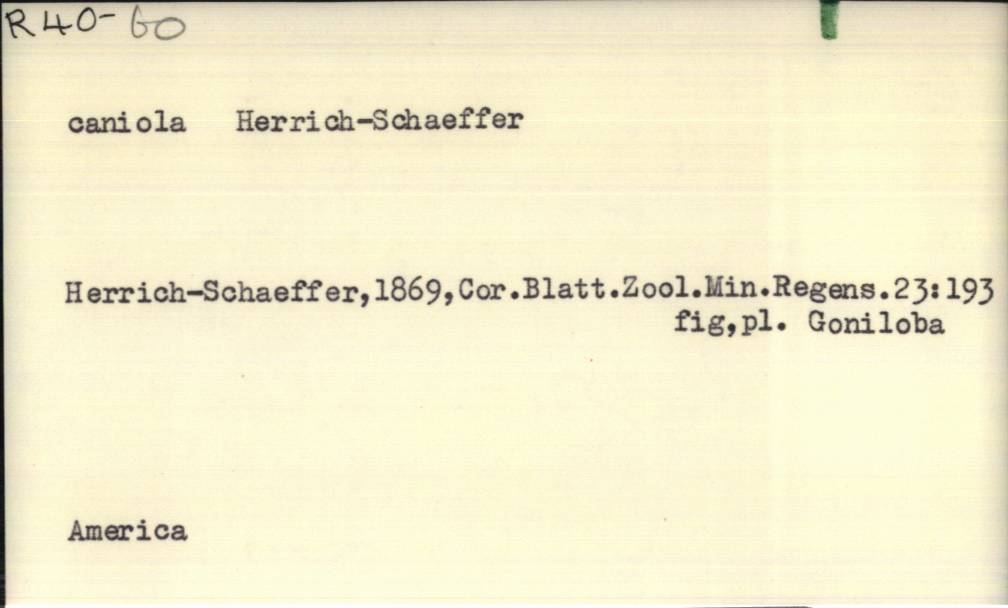 R40-60
caniola Herrich-Schaeffer
Herrich-Schaeffer,1869,Cor.Blatt.Zool.Min.Regens.23:193
fig,pl. Goniloba
America